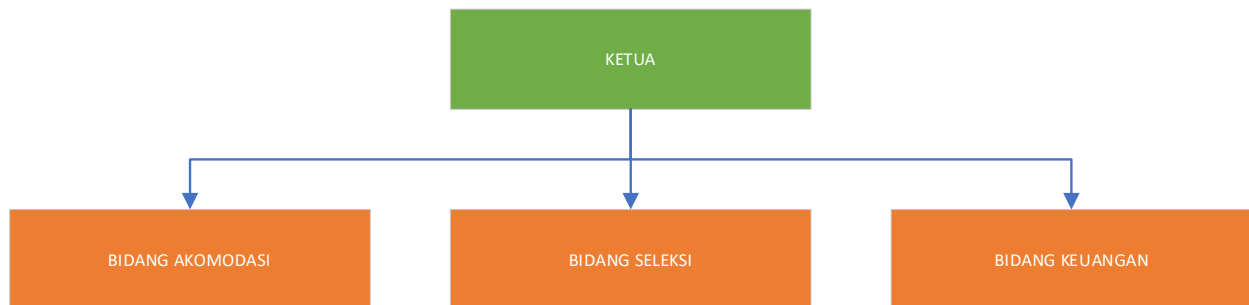 KETUA
BIDANG AKOMODASI
BIDANG SELEKSI
BIDANG KEUANGAN